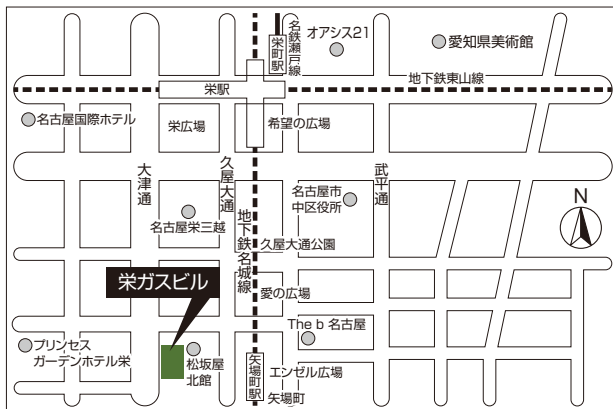 名鉄瀬戸線
栄町駅
オアシス21
愛知県美術館
地下鉄東山線
栄駅
名古屋国際ホテル
栄広場
希望の広場
大津通
久屋大通
武平通
名古屋市
中区役所
N
名古屋栄三越
地下鉄名城線
久屋大通公園
栄ガスビル
愛の広場
The b 名古屋
プリンセス
ガーデンホテル栄
松坂屋
北館
矢場町駅
エンゼル広場
矢場町